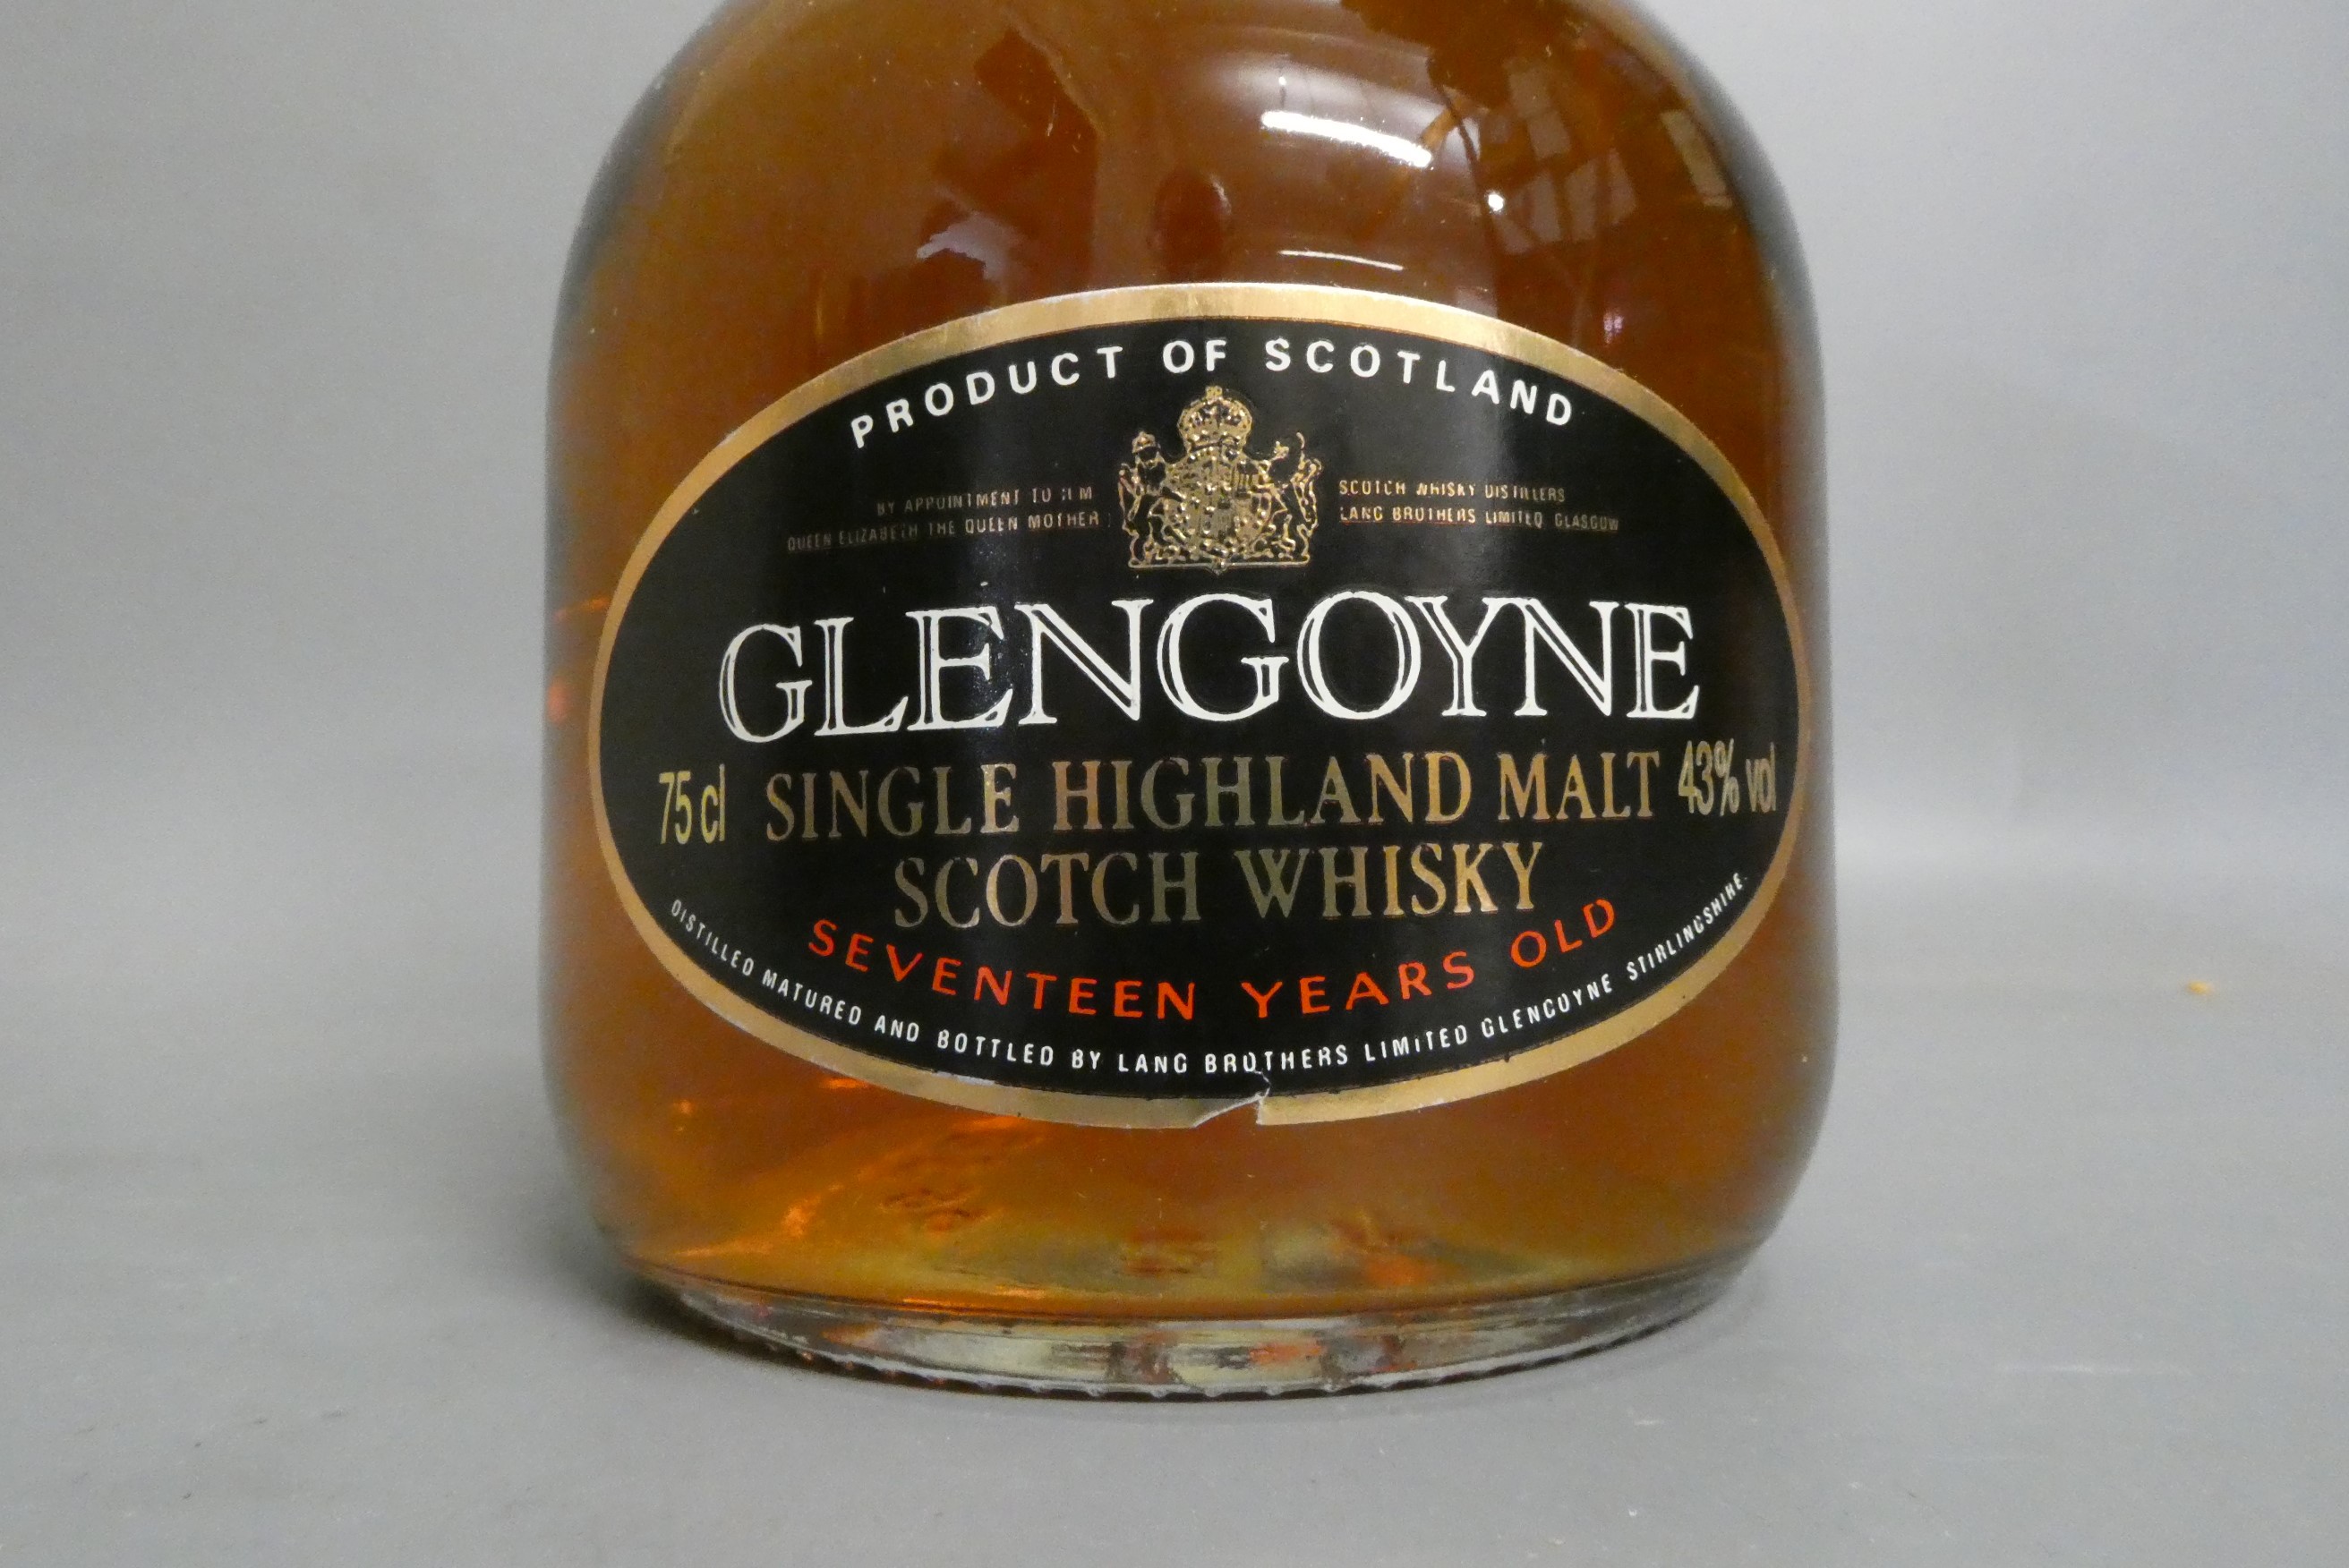 PRODUCT OF SCOTLAND
BY APPOINTMENT TO H M
QUEEN ELIZABETH THE QUEEN MOTHER
SCOTCH WHISKY DISTILLERS
LANG BROTHERS LIMITED GLASGOW
GLENGOYNE
75 cl SINGLE HIGHLAND MALT 43% vol
SCOTCH WHISKY
SEVENTEEN YEARS OLD
DISTILLED MATURED AND BOTTLED BY LANG BROTHERS LIMITED GLENGOYNE STIRLINGSHIRE